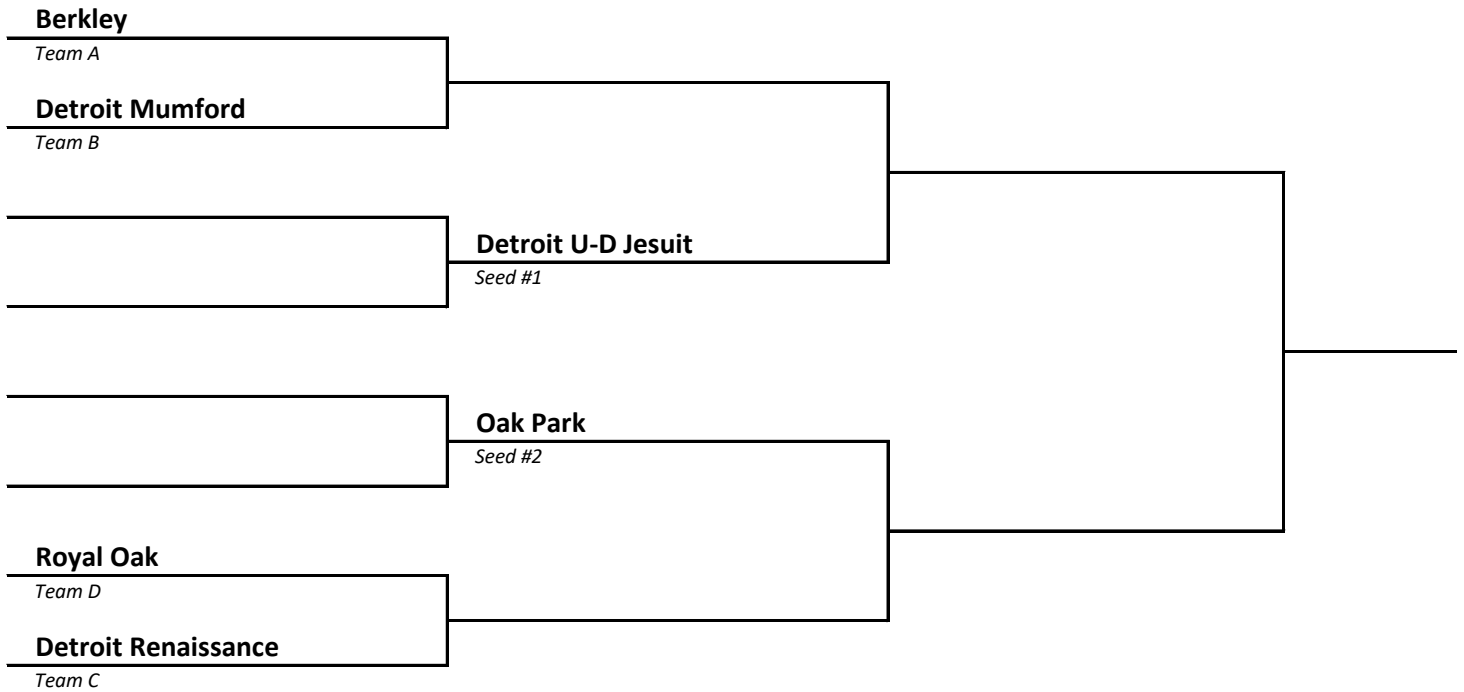 Berkley
Team A
Detroit Mumford
Team B
Detroit U-D Jesuit
Seed #1
Oak Park
Seed #2
Royal Oak
Team D
Detroit Renaissance
Team C